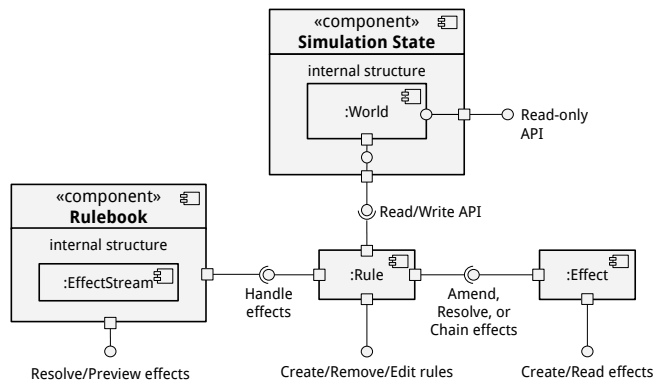 «component»
Simulation State
internal structure
:World
Read-only
API
Read/Write API
«component»
Rulebook
internal structure
:EffectStream
:Rule
:Effect
Handle
effects
Amend,
Resolve, or
Chain effects
Resolve/Preview effects
Create/Remove/Edit rules
Create/Read effects